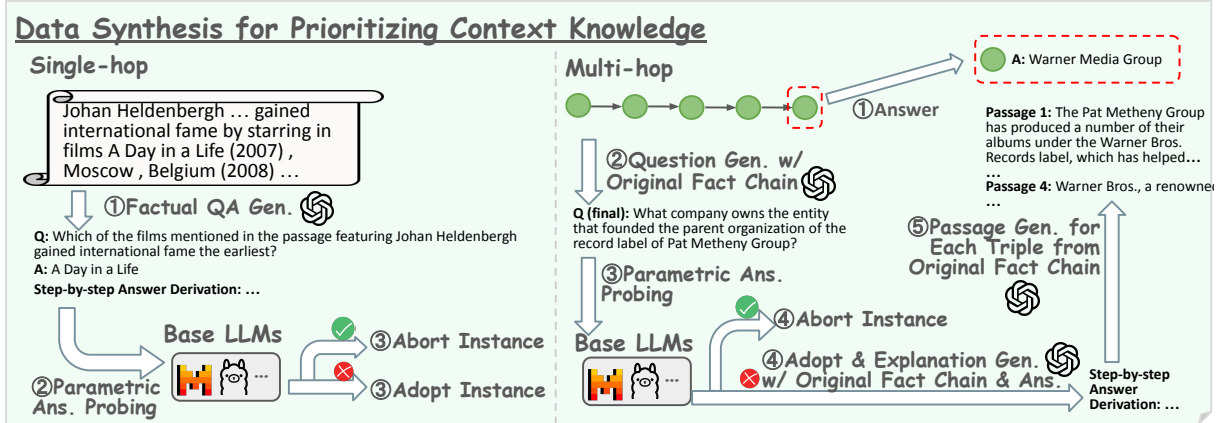 Data Synthesis for Prioritizing Context Knowledge
Single-hop
Johan Heldenbergh … gained
international fame by starring in
films A Day in a Life (2007) ,
Moscow , Belgium (2008) …
①Factual QA Gen.
Q: Which of the films mentioned in the passage featuring Johan Heldenbergh
gained international fame the earliest?
A: A Day in a Life
Step-by-step Answer Derivation: …
Base LLMs
...
②Parametric
Ans. Probing
③Abort Instance
③Adopt Instance
Multi-hop
①Answer
A: Warner Media Group
②Question Gen. w/
Original Fact Chain
Q (final): What company owns the entity
that founded the parent organization of the
record label of Pat Metheny Group?
③Parametric Ans.
Probing
Base LLMs
...
④Abort Instance
④Adopt & Explanation Gen.
w/ Original Fact Chain & Ans.
Step-by-step
Answer
Derivation: …
⑤Passage Gen. for
Each Triple from
Original Fact Chain
Passage 1: The Pat Metheny Group
has produced a number of their
albums under the Warner Bros.
Records label, which has helped…
…
Passage 4: Warner Bros., a renowned
…